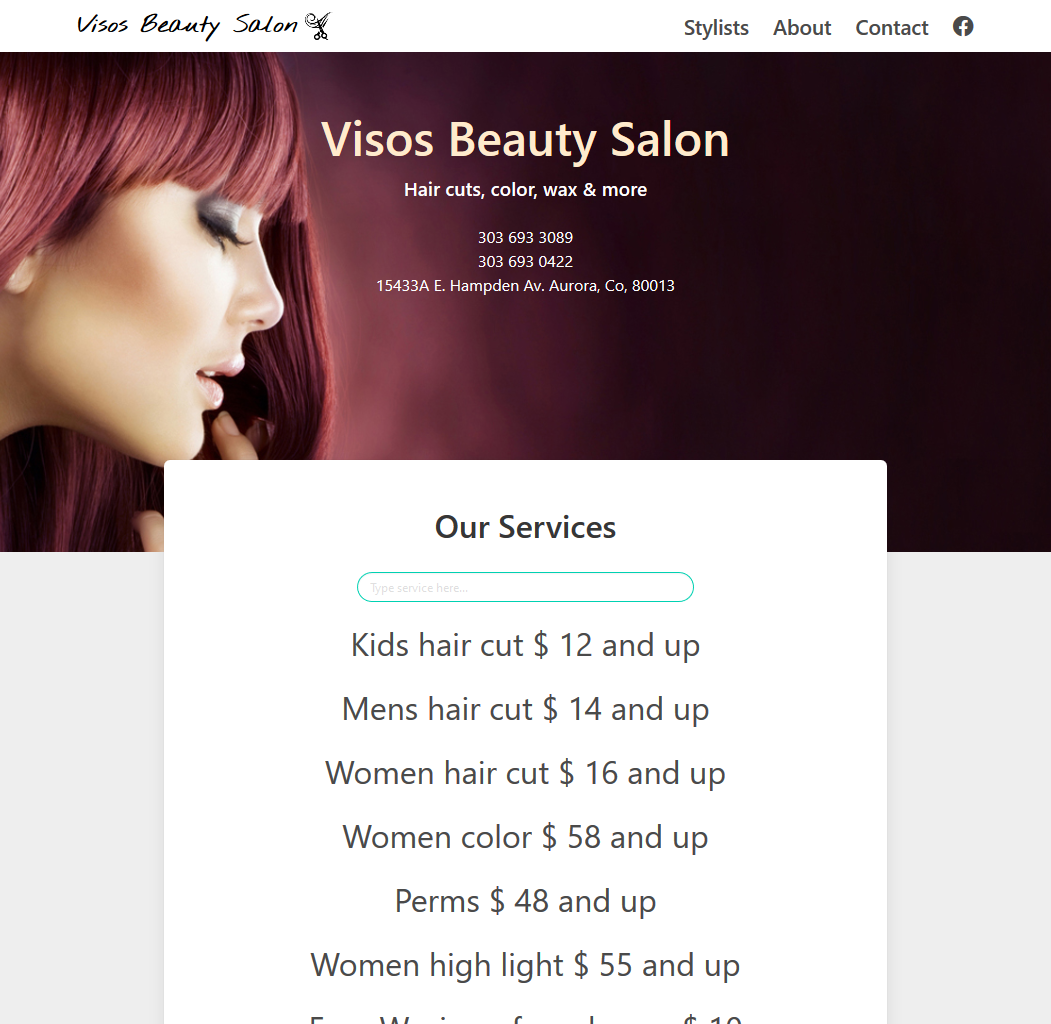 Visos Beauty Salon
Stylists About Contact
Visos Beauty Salon
Hair cuts, color, wax & more
303 693 3089
303 693 0422
15433A E. Hampden Av. Aurora, Co, 80013
Our Services
Type service here...
Kids hair cut $ 12 and up
Mens hair cut $ 14 and up
Women hair cut $ 16 and up
Women color $ 58 and up
Perms $ 48 and up
Women high light $ 55 and up